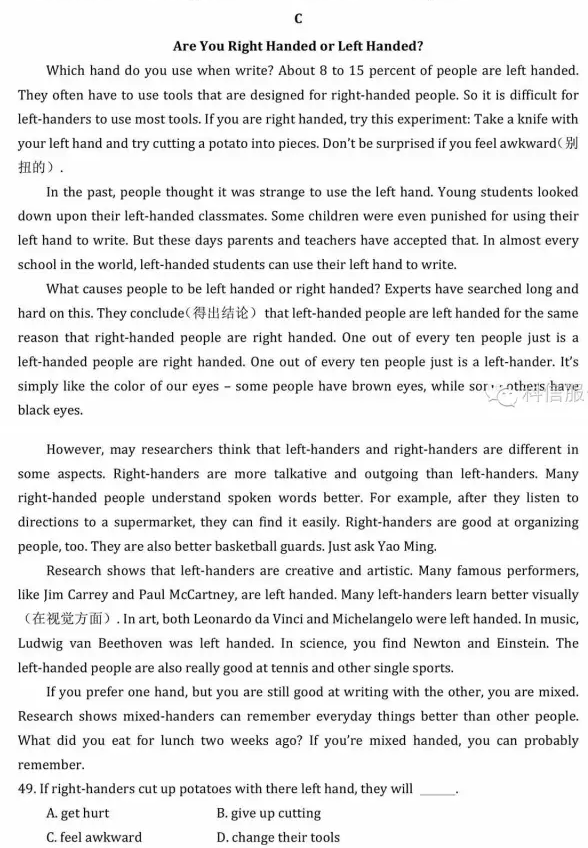 C
Are You Right Handed or Left Handed?
Which hand do you use when write? About 8 to 15 percent of people are left handed.
They often have to use tools that are designed for right-handed people. So it is difficult for
left-handers to use most tools. If you are right handed, try this experiment: Take a knife with
your left hand and try cutting a potato into pieces. Don't be surprised if you feel awkward(别
扭的).
In the past, people thought it was strange to use the left hand. Young students looked
down upon their left-handed classmates. Some children were even punished for using their
left hand to write. But these days parents and teachers have accepted that. In almost every
school in the world, left-handed students can use their left hand to write.
What causes people to be left handed or right handed? Experts have searched long and
hard on this. They conclude(得出结论) that left-handed people are left handed for the same
reason that right-handed people are right handed. One out of every ten people just is a
left-handed people are right handed. One out of every ten people just is a left-hander. It's
simply like the color of our eyes – some people have brown eyes, while others have
black eyes.
科信服
However, may researchers think that left-handers and right-handers are different in
some aspects. Right-handers are more talkative and outgoing than left-handers. Many
right-handed people understand spoken words better. For example, after they listen to
directions to a supermarket, they can find it easily. Right-handers are good at organizing
people, too. They are also better basketball guards. Just ask Yao Ming.
Research shows that left-handers are creative and artistic. Many famous performers,
like Jim Carrey and Paul McCartney, are left handed. Many left-handers learn better visually
(在视觉方面). In art, both Leonardo da Vinci and Michelangelo were left handed. In music,
Ludwig van Beethoven was left handed. In science, you find Newton and Einstein. The
left-handed people are also really good at tennis and other single sports.
If you prefer one hand, but you are still good at writing with the other, you are mixed.
Research shows mixed-handers can remember everyday things better than other people.
What did you eat for lunch two weeks ago? If you're mixed handed, you can probably
remember.
49. If right-handers cut up potatoes with there left hand, they will ______.
A. get hurt B. give up cutting
C. feel awkward D. change their tools